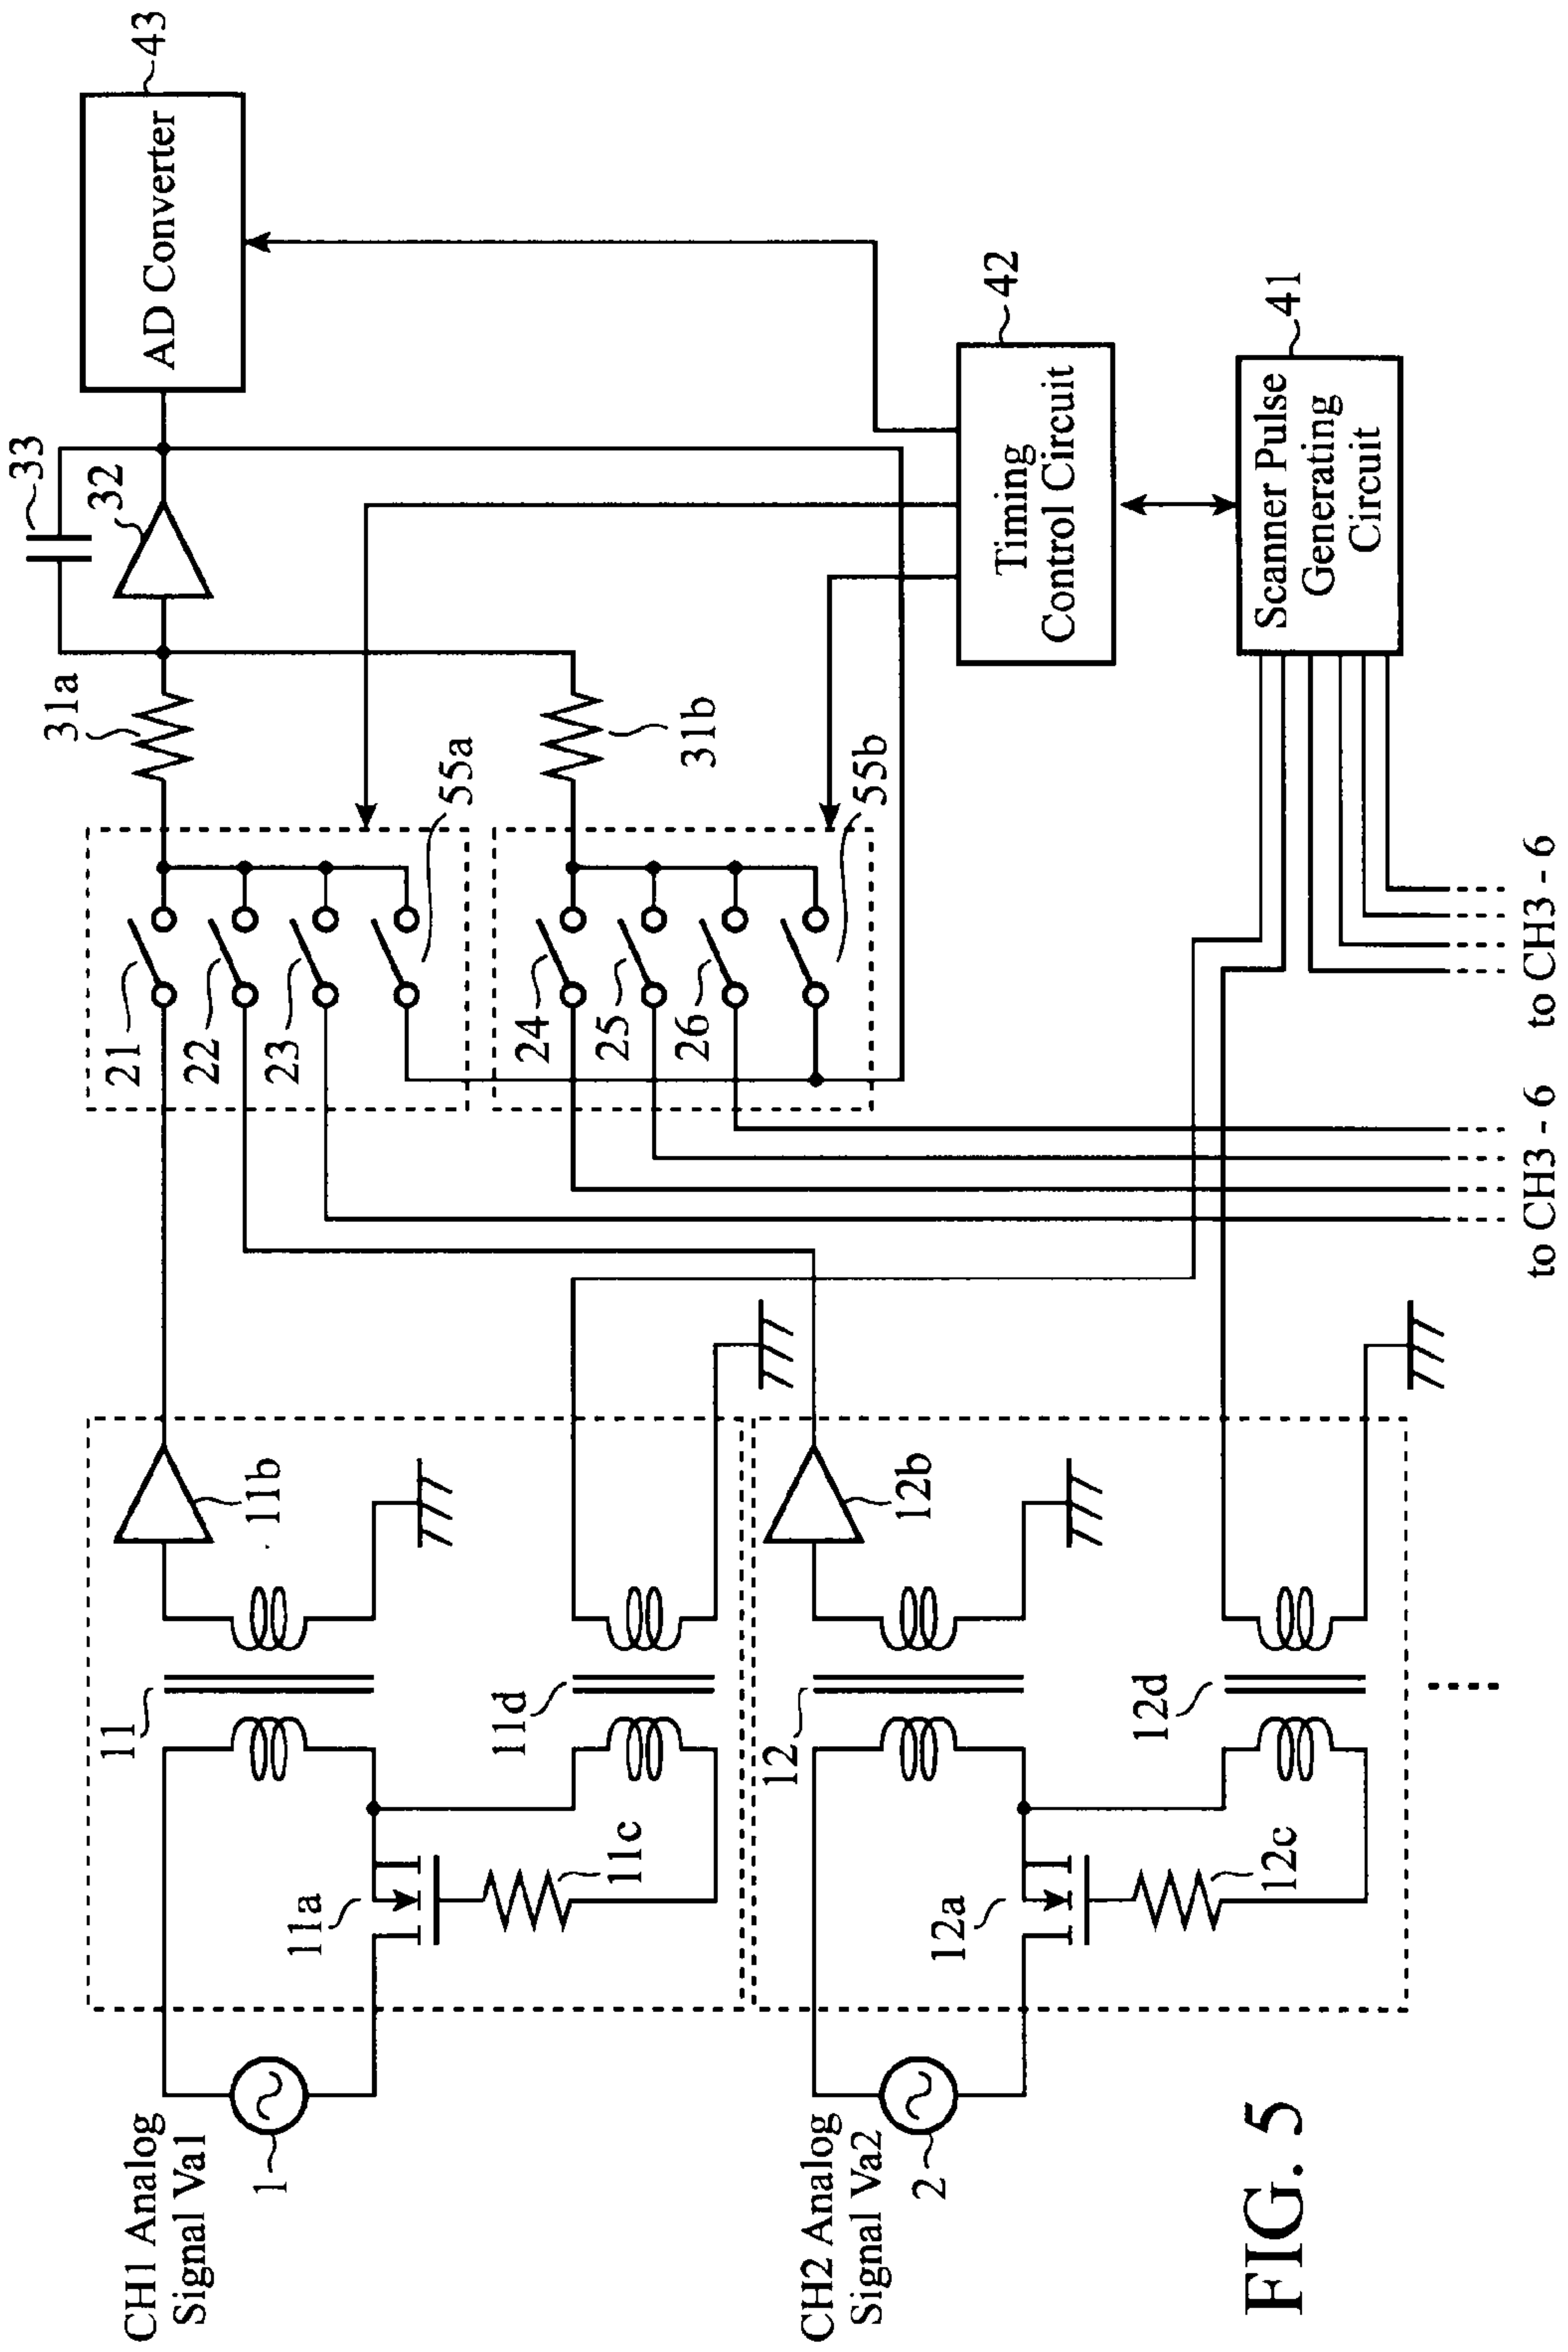 CH1 Analog
Signal Va1
1
11
11a
11b
11c
11d
CH2 Analog
Signal Va2
2
12
12a
12b
12c
12d
21
22
23
55a
24
25
26
55b
31a
31b
32
33
AD Converter
43
Timing
Control Circuit
42
Scanner Pulse
Generating
Circuit
41
to CH3 - 6
to CH3 - 6
FIG. 5